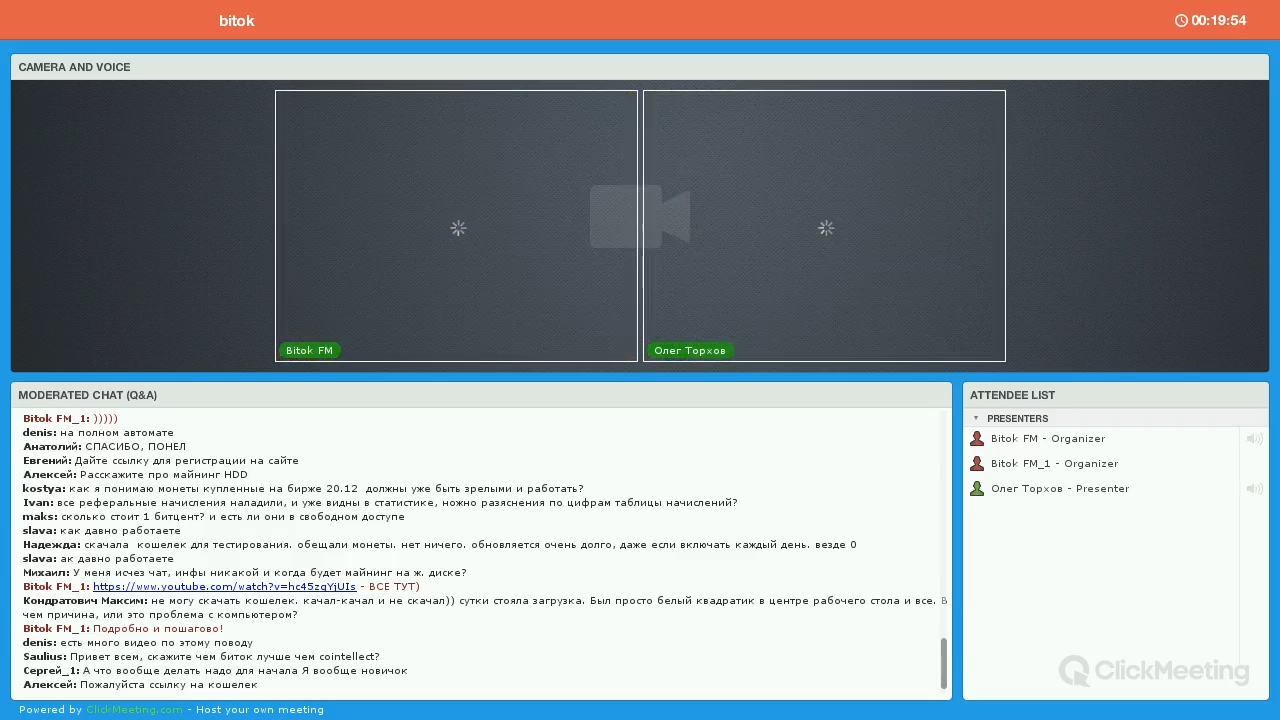 bitok
00:19:54
CAMERA AND VOICE
Bitok FM
Олег Торхов
MODERATED CHAT (Q&A)
Bitok FM_1: )))))
denis: на полном автомате
Анатолий: СПАСИБО, ПОНЕЛ
Евгений: Дайте ссылку для регистрации на сайте
Алексей: Расскажите про майнинг HDD
kostya: как я понимаю монеты купленные на бирже 20.12 должны уже быть зрелыми и работать?
Ivan: все реферальные начисления наладили, и уже видны в статистике, ножно разяснения по цифрам таблицы начислений?
maks: сколько стоит 1 битцент? и есть ли они в свободном доступе
slava: как давно работаете
Надежда: скачала кошелек для тестирования. обещали монеты. нет ничего. обновляется очень долго, даже если включать каждый день. везде 0
slava: ак давно работаете
Михаил: У меня исчез чат, инфы никакой и когда будет майнинг на ж. диске?
Bitok FM_1: https://www.youtube.com/watch?v=hc45zgYjUIs - ВСЕ ТУТ)
Кондратович Максим: не могу скачать кошелек. качал-качал и не скачал)) сутки стояла загрузка. Был просто белый квадратик в центре рабочего стола и все. В
чем причина, или это проблема с компьютером?
Bitok FM_1: Подробно и пошагово!
denis: есть много видео по этому поводу
Saulius: Привет всем, скажите чем биток лучше чем cointellect?
Сергей_1: А что вообще делать надо для начала Я вообще новичок
Алексей: Пожалуйста ссылку на кошелек
ATTENDEE LIST
PRESENTERS
Bitok FM - Organizer
Bitok FM_1 - Organizer
Олег Торхов - Presenter
ClickMeeting
Powered by ClickMeeting.com - Host your own meeting